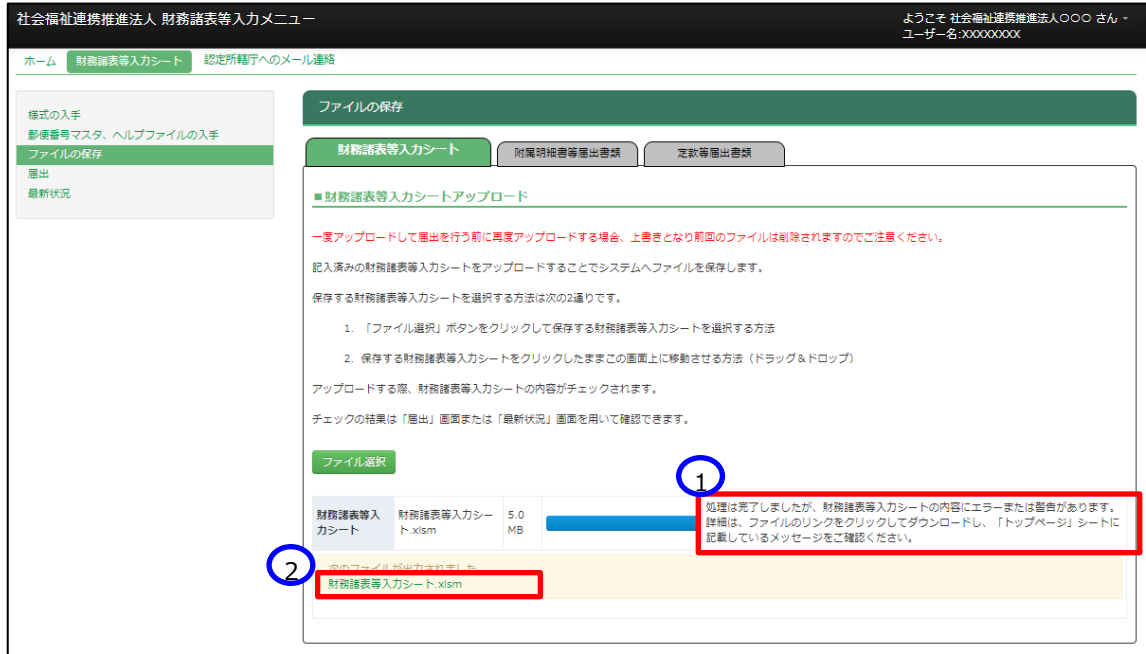 社会福祉連携推進法人 財務諸表等入力メニュー
ようこそ 社会福祉連携推進法人〇〇〇 さん
ユーザー名:XXXXXXXX
ホーム 財務諸表等入力シート 認定所轄庁へのメール連絡
様式の入手
郵便番号マスタ、ヘルプファイルの入手
ファイルの保存
届出
最新状況
ファイルの保存
財務諸表等入力シート 附属明細書等届出書類 定款等届出書類
■財務諸表等入力シートアップロード
一度アップロードして届出を行う前に再度アップロードする場合、上書きとなり前回のファイルは削除されますのでご注意ください。
記入済みの財務諸表等入力シートをアップロードすることでシステムへファイルを保存します。
保存する財務諸表等入力シートを選択する方法は次の2通りです。
1. 「ファイル選択」ボタンをクリックして保存する財務諸表等入力シートを選択する方法
2. 保存する財務諸表等入力シートをクリックしたままこの画面上に移動させる方法（ドラッグ＆ドロップ）
アップロードする際、財務諸表等入力シートの内容がチェックされます。
チェックの結果は「届出」画面または「最新状況」画面を用いて確認できます。
ファイル選択
1
財務諸表等入
力シート
財務諸表等入力シー
ト.xlsm
5.0
MB
処理は完了しましたが、財務諸表等入力シートの内容にエラーまたは警告があります。
詳細は、ファイルのリンクをクリックしてダウンロードし、「トップページ」シートに
記載しているメッセージをご確認ください。
2
次のファイルが出力されました
財務諸表等入力シート.xlsm